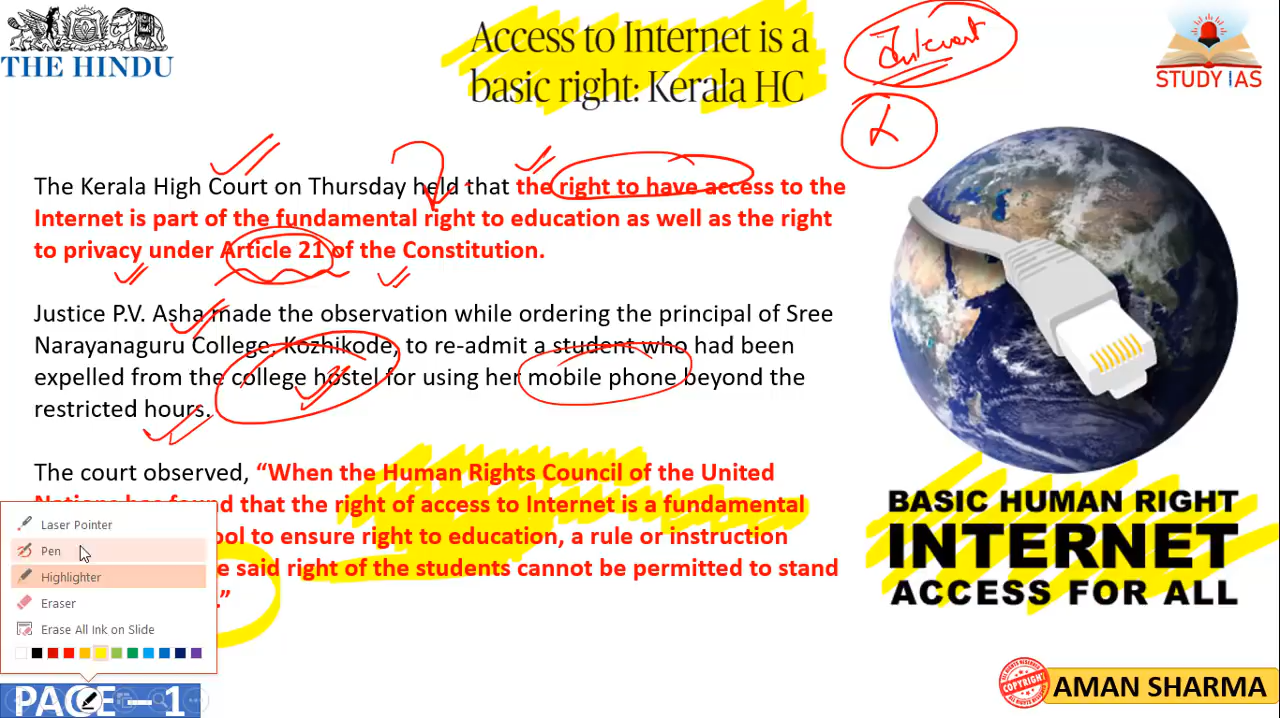 THE HINDU
Access to Internet is a
basic right: Kerala HC
STUDY IAS
The Kerala High Court on Thursday held that the right to have access to the
Internet is part of the fundamental right to education as well as the right
to privacy under Article 21 of the Constitution.
Justice P.V. Asha made the observation while ordering the principal of Sree
Narayanaguru College, Kozhikode, to re-admit a student who had been
expelled from the college hostel for using her mobile phone beyond the
restricted hours.
The court observed, “When the Human Rights Council of the United
Nations has found that the right of access to Internet is a fundamental
to ensure right to education, a rule or instruction
said right of the students cannot be permitted to stand
.”
Laser Pointer
Pen
Highlighter
Eraser
Erase All Ink on Slide
BASIC HUMAN RIGHT
INTERNET
ACCESS FOR ALL
PAGE – 1
COPYRIGHT
AMAN SHARMA